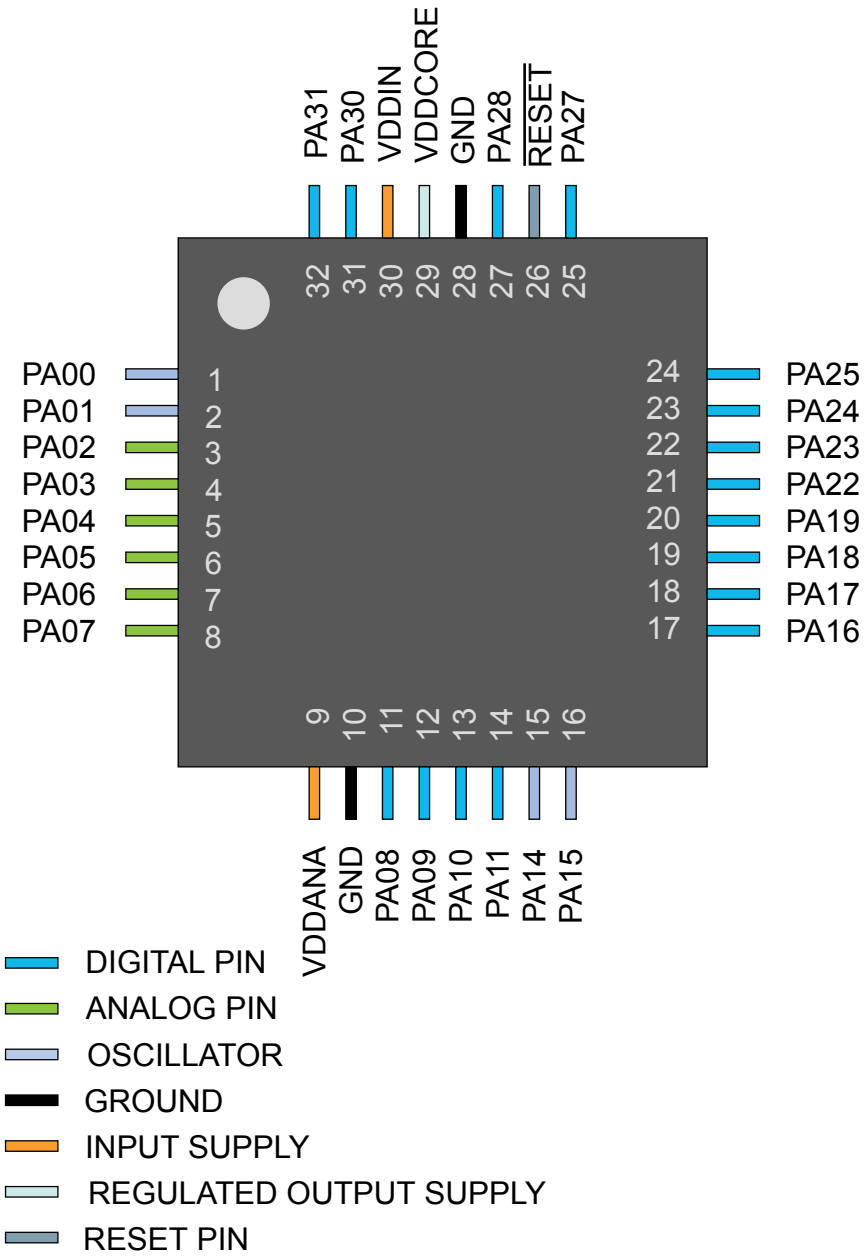 PA31
PA30
VDDIN
VDDCORE
GND
PA28
RESET
PA27
32
31
30
29
28
27
26
25
PA00 1
PA01 2
PA02 3
PA03 4
PA04 5
PA05 6
PA06 7
PA07 8
24 PA25
23 PA24
22 PA23
21 PA22
20 PA19
19 PA18
18 PA17
17 PA16
9
10
11
12
13
14
15
16
VDDANA
GND
PA08
PA09
PA10
PA11
PA14
PA15
DIGITAL PIN
ANALOG PIN
OSCILLATOR
GROUND
INPUT SUPPLY
REGULATED OUTPUT SUPPLY
RESET PIN